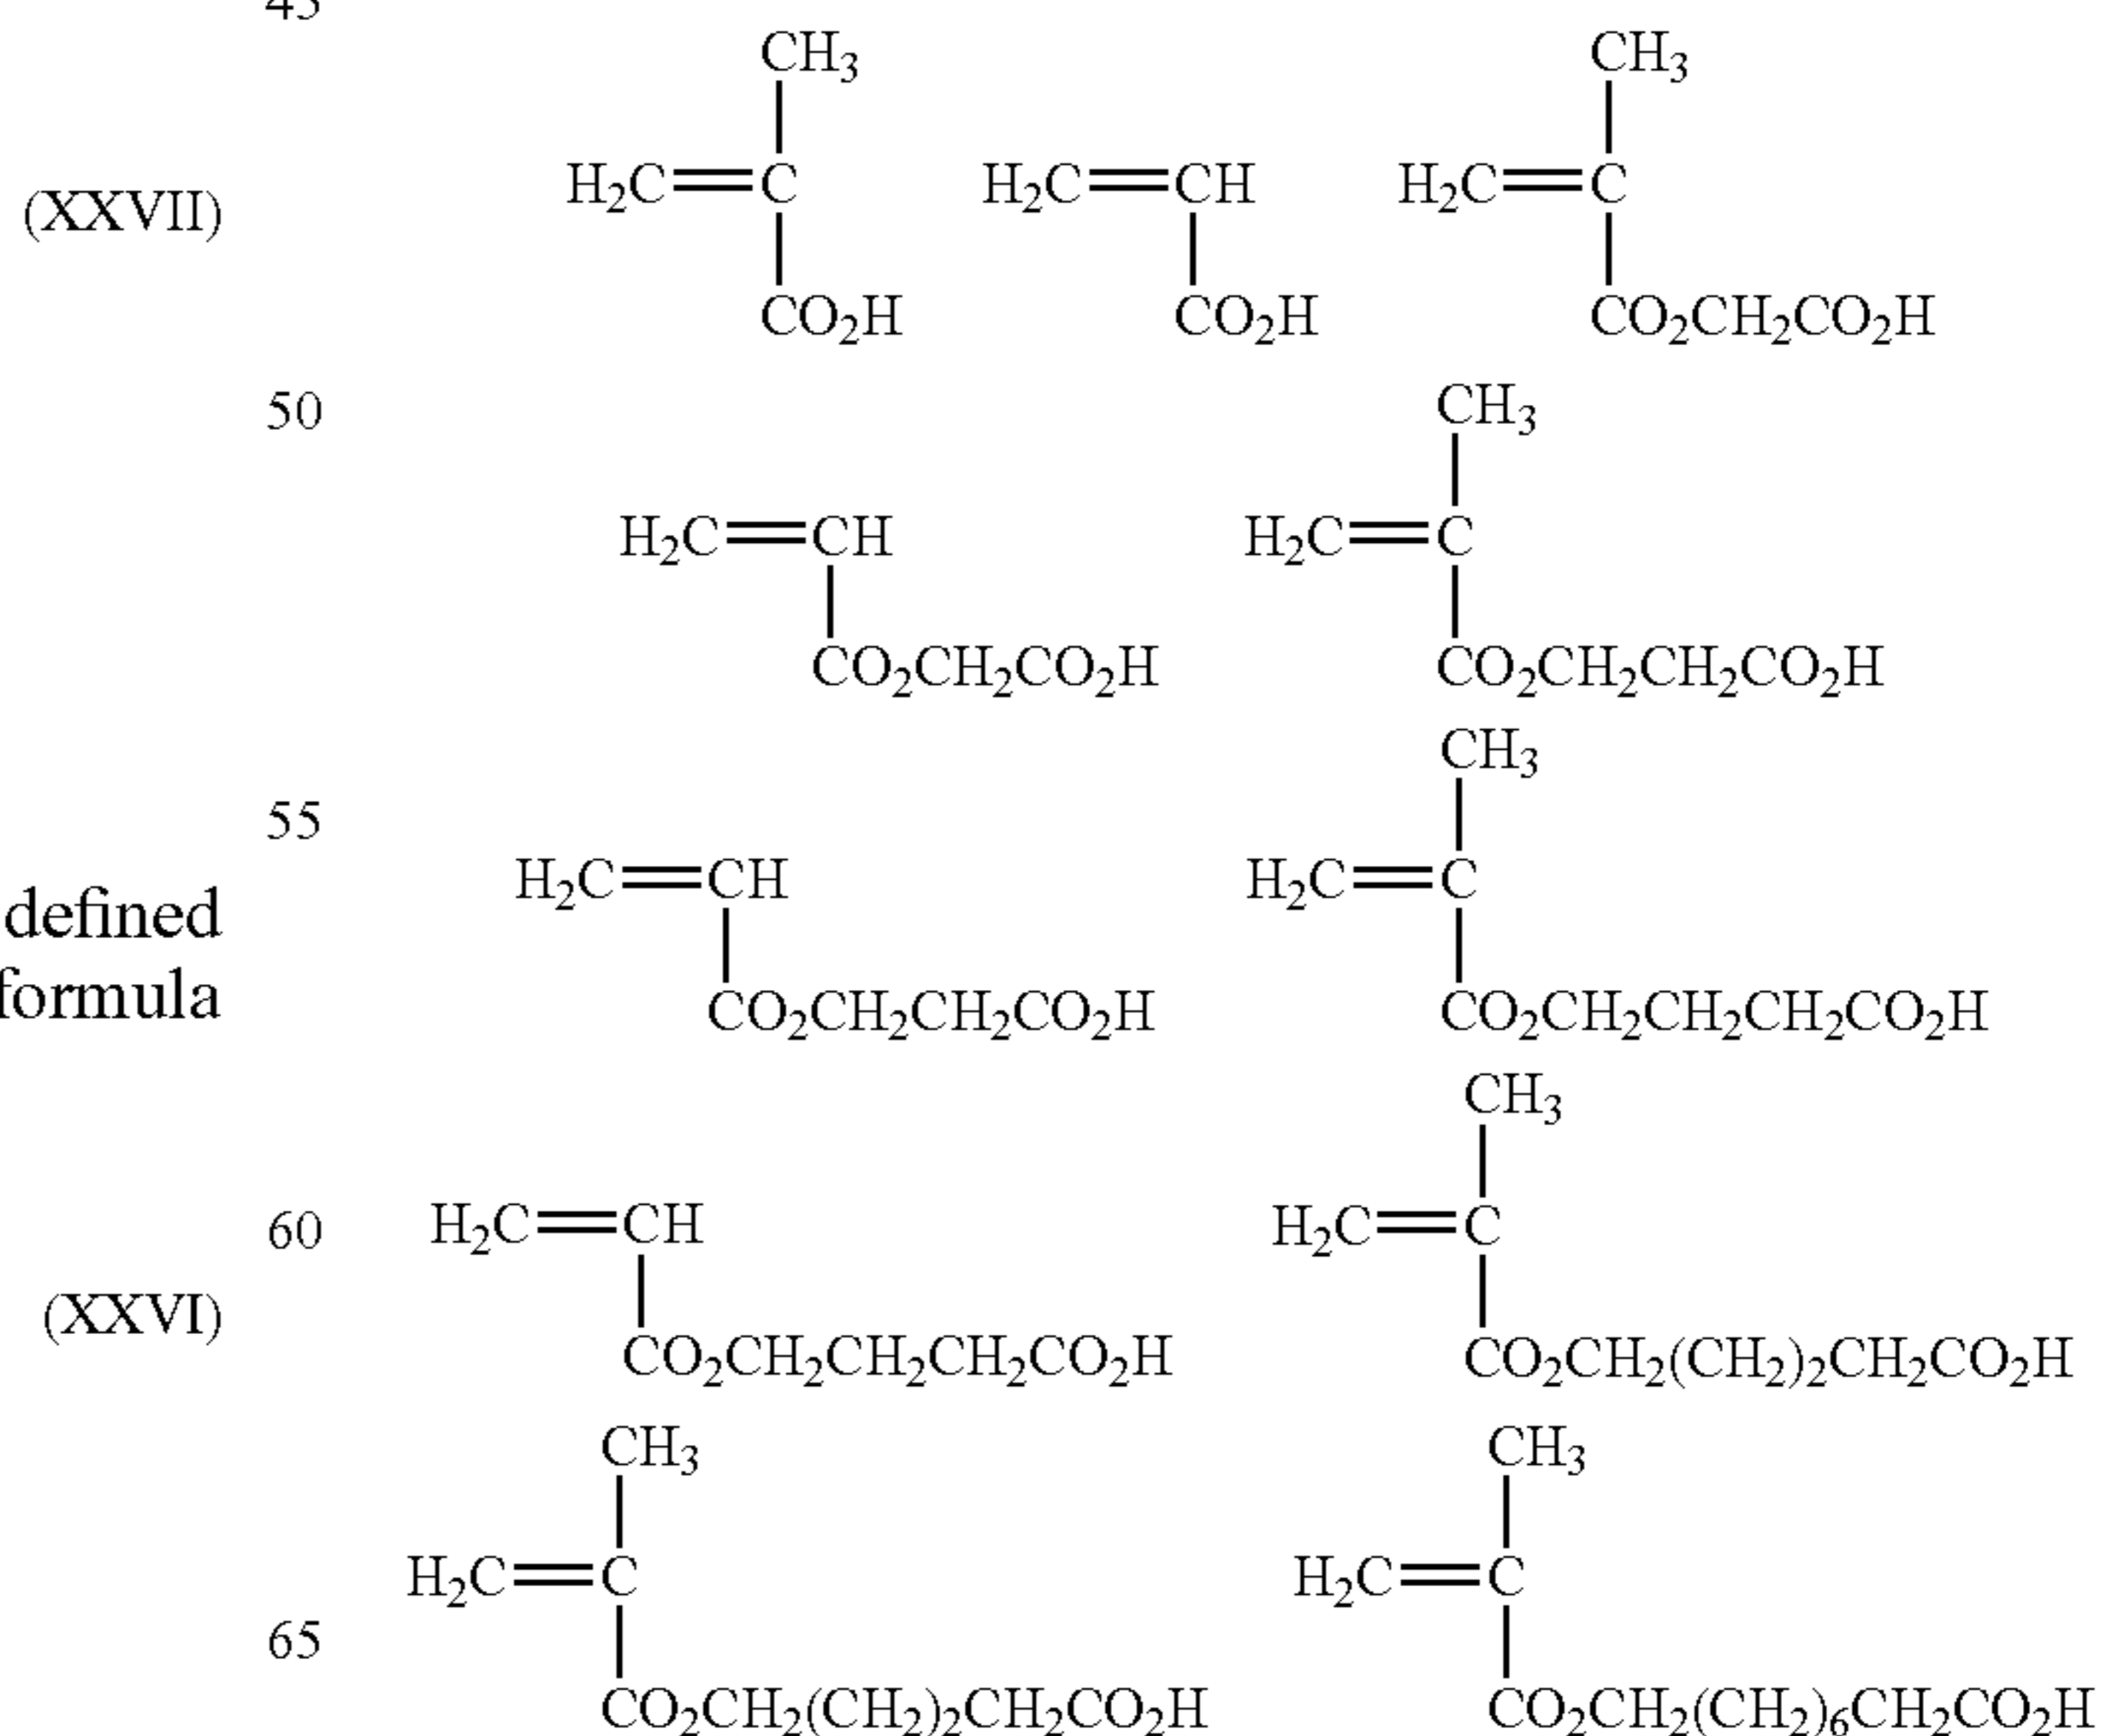 45
CH3 CH3
H2C=C H2C=CH H2C=C
(XXVII)
CO2H CO2H CO2CH2CO2H
50 CH3
H2C=CH H2C=C
CO2CH2CO2H CO2CH2CH2CO2H
CH3
55
H2C=CH H2C=C
defined
formula
CO2CH2CH2CO2H CO2CH2CH2CH2CO2H
CH3
60 H2C=CH H2C=C
(XXVI)
CO2CH2CH2CH2CO2H CO2CH2(CH2)2CH2CO2H
CH3 CH3
H2C=C H2C=C
65
CO2CH2(CH2)2CH2CO2H CO2CH2(CH2)6CH2CO2H